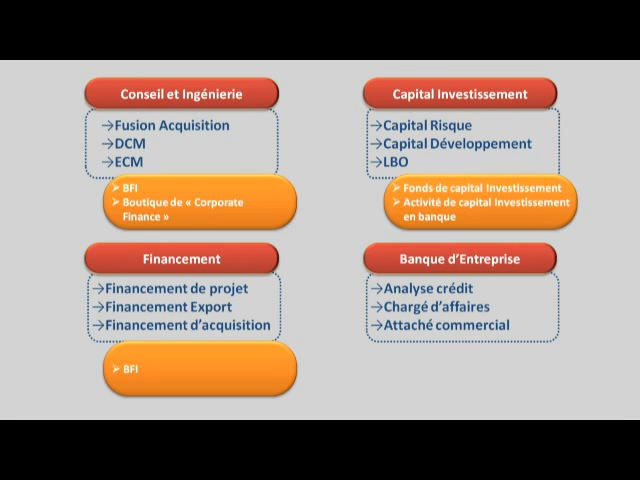 Conseil et Ingénierie
→Fusion Acquisition
→DCM
→ECM
➢ BFI
➢ Boutique de « Corporate
Finance »
Capital Investissement
→Capital Risque
→Capital Développement
→LBO
➢ Fonds de capital Investissement
➢ Activité de capital Investissement
en banque
Financement
→Financement de projet
→Financement Export
→Financement d'acquisition
➢ BFI
Banque d'Entreprise
→Analyse crédit
→Chargé d'affaires
→Attaché commercial